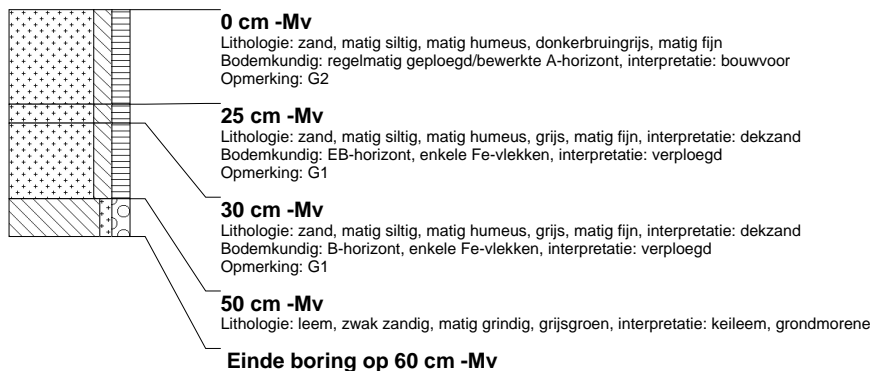 0 cm -Mv
Lithologie: zand, matig siltig, matig humeus, donkerbruingrijs, matig fijn
Bodemkundig: regelmatig geploegd/bewerkte A-horizont, interpretatie: bouwvoor
Opmerking: G2
25 cm -Mv
Lithologie: zand, matig siltig, matig humeus, grijs, matig fijn, interpretatie: dekzand
Bodemkundig: EB-horizont, enkele Fe-vlekken, interpretatie: verploegd
Opmerking: G1
30 cm -Mv
Lithologie: zand, matig siltig, matig humeus, grijs, matig fijn, interpretatie: dekzand
Bodemkundig: B-horizont, enkele Fe-vlekken, interpretatie: verploegd
Opmerking: G1
50 cm -Mv
Lithologie: leem, zwak zandig, matig grindig, grijsgroen, interpretatie: keileem, grondmorene
Einde boring op 60 cm -Mv